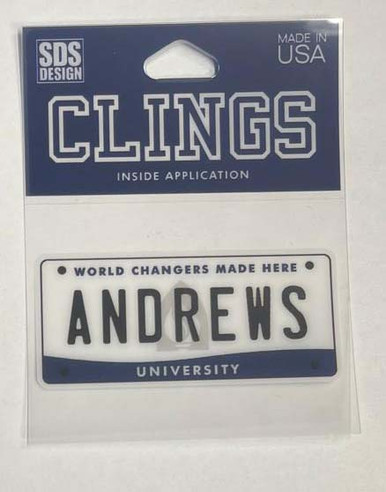 SDS
DESIGN
MADE IN
USA
CLINGS
INSIDE APPLICATION
WORLD CHANGERS MADE HERE
ANDREWS
UNIVERSITY